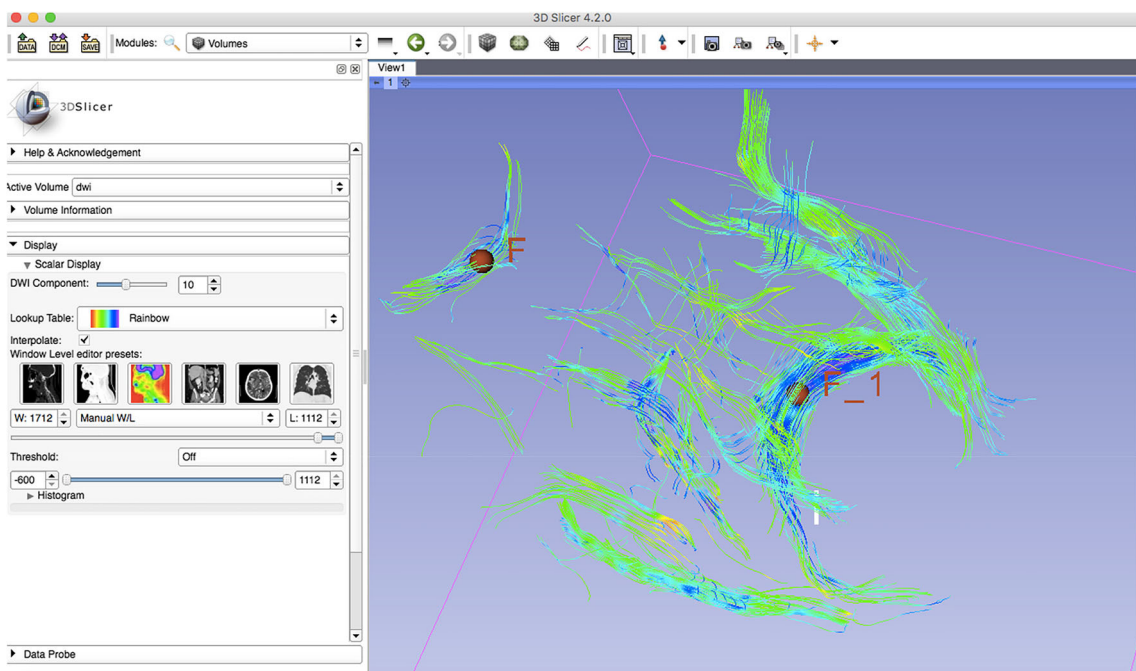 3D Slicer 4.2.0
DATA DCM SAVE Modules: Volumes
View1
1
3DSlicer
Help & Acknowledgement
Active Volume dwi
Volume Information
Display
Scalar Display
DWI Component: 10
Lookup Table: Rainbow
Interpolate:
Window Level editor presets:
W: 1712 Manual W/L L: 1112
Threshold: Off
-600 1112
Histogram
Data Probe
F
F_1
I